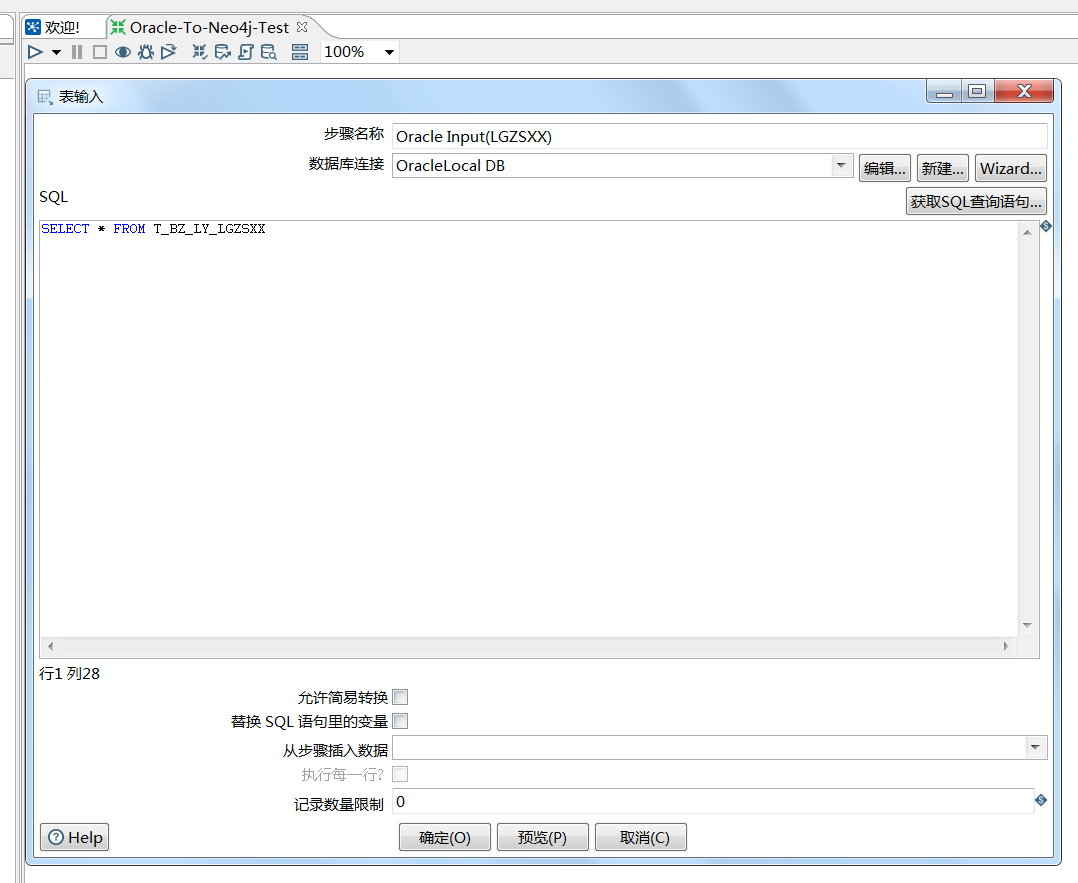 欢迎!
Oracle-To-Neo4j-Test
100%
表输入
步骤名称 Oracle Input(LGZSXX)
数据库连接 OracleLocal DB 编辑... 新建... Wizard...
SQL 获取SQL查询语句...
SELECT * FROM T_BZ_LY_LGZSXX
行1 列28
允许简易转换
替换 SQL 语句里的变量
从步骤插入数据
执行每一行?
记录数量限制 0
Help 确定(O) 预览(P) 取消(C)